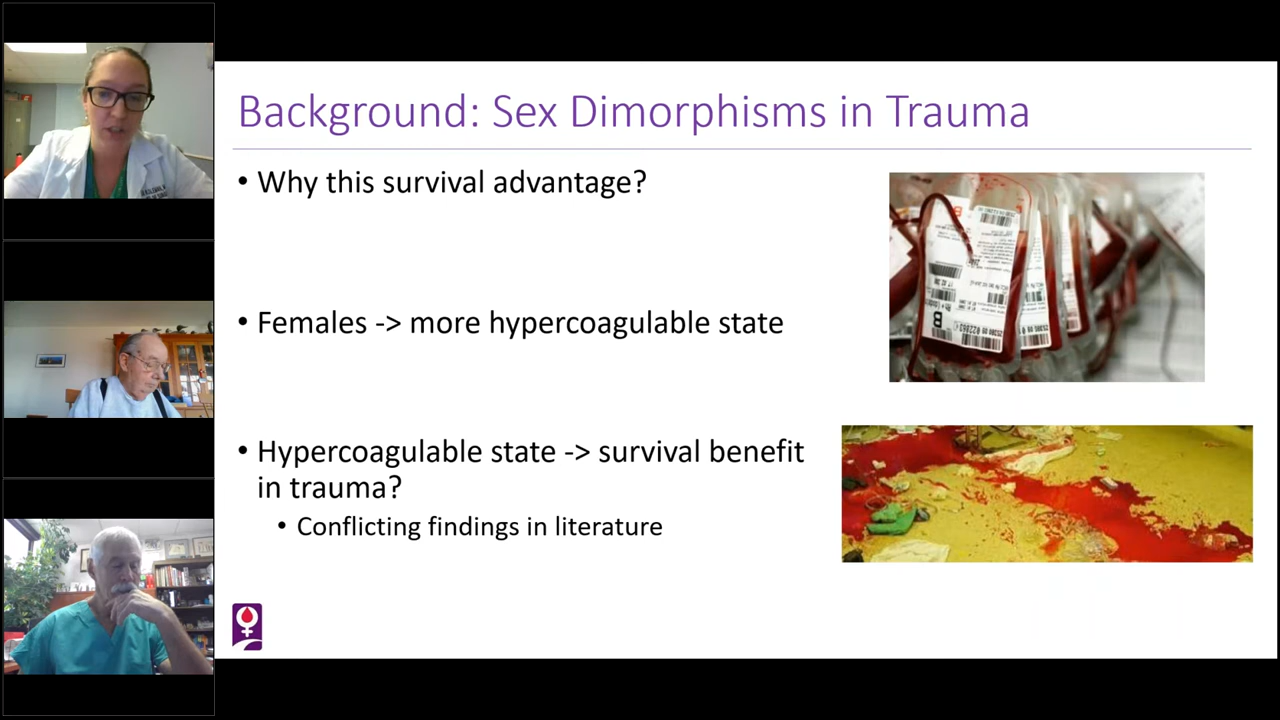 Background: Sex Dimorphisms in Trauma
• Why this survival advantage?
• Females -> more hypercoagulable state
• Hypercoagulable state -> survival benefit
in trauma?
• Conflicting findings in literature